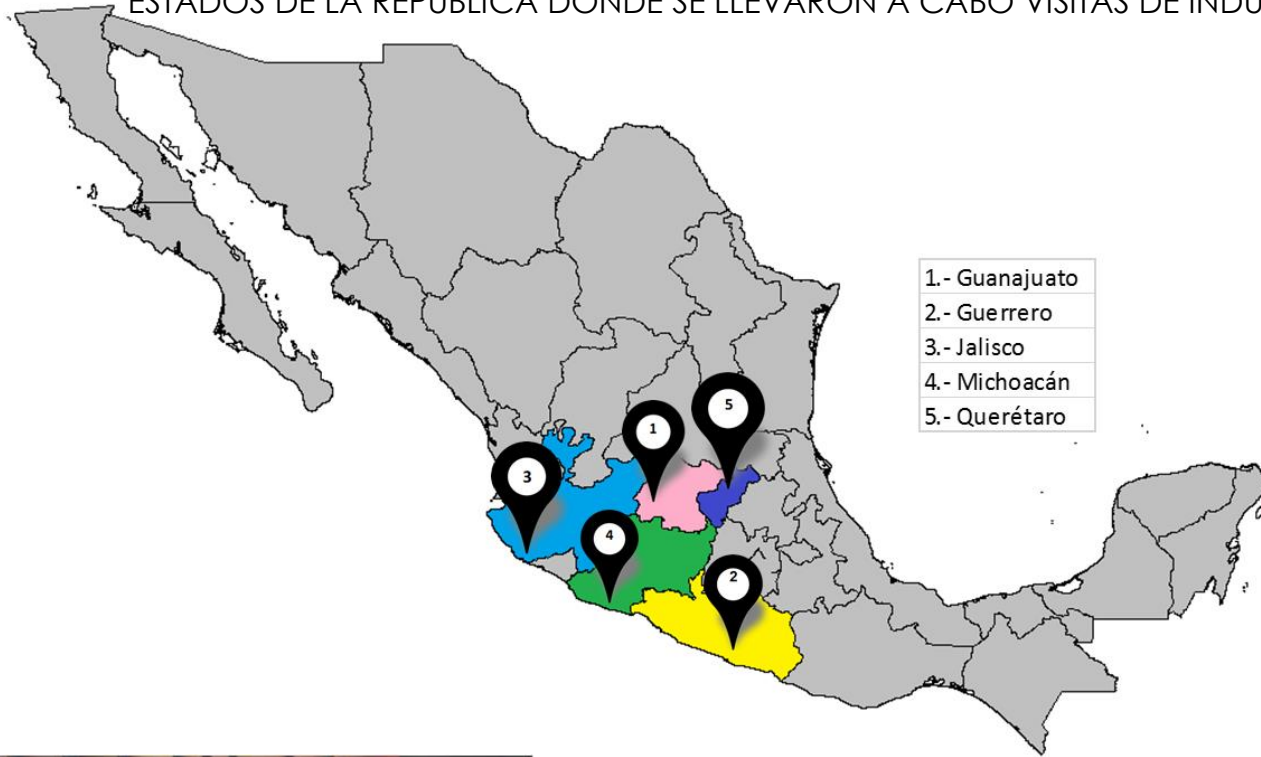 ESTADOS DE LA REPÚBLICA DONDE SE LLEVARON A CABO VISITAS DE
1.- Guanajuato
2.- Guerrero
3.- Jalisco
4.- Michoacán
5.- Querétaro
5
1
3
4
2